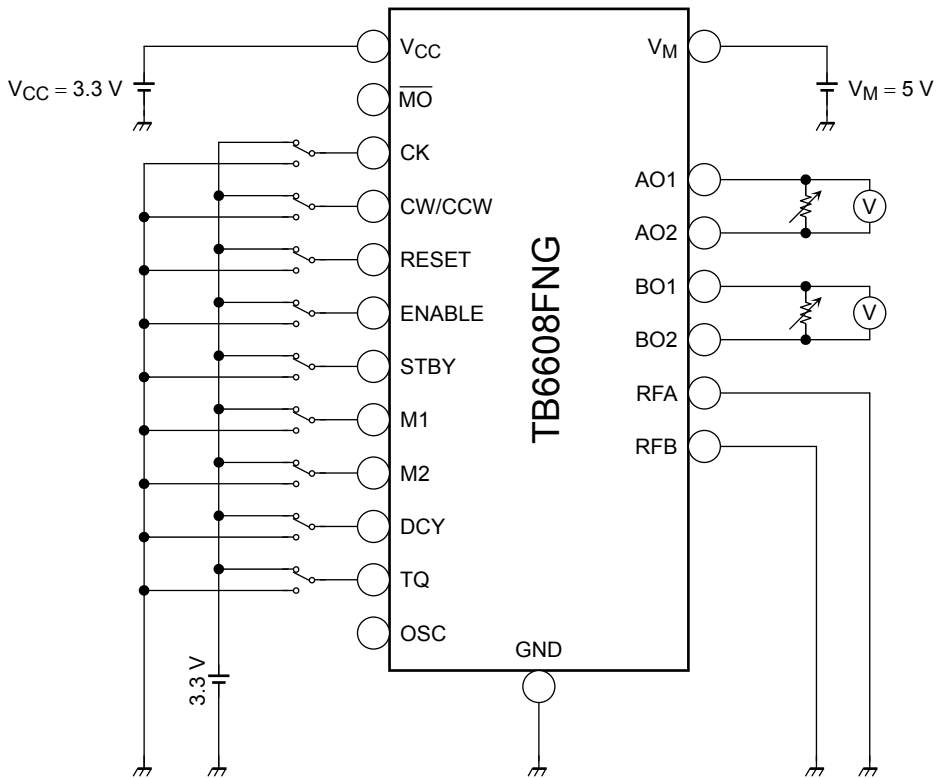 VCC
VM
VCC = 3.3 V
VM = 5 V
M̅O̅
CK
AO1
CW/CCW
V
AO2
RESET
BO1
ENABLE
V
BO2
STBY
RFA
M1
RFB
M2
DCY
TQ
OSC
TB6608FNG
GND
3.3 V